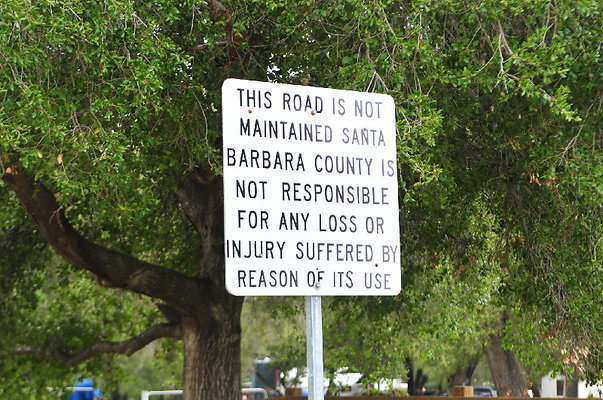 THIS ROAD IS NOT
MAINTAINED SANTA
BARBARA COUNTY IS
NOT RESPONSIBLE
FOR ANY LOSS OR
INJURY SUFFERED BY
REASON OF ITS USE